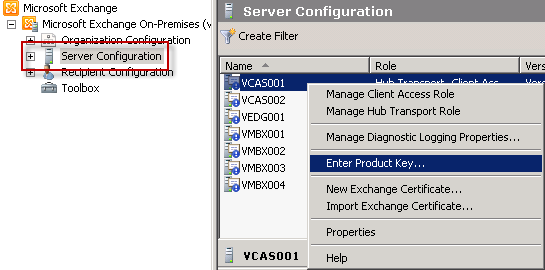 Microsoft Exchange
Microsoft Exchange On-Premises (v
Organization Configuration
Server Configuration
Recipient Configuration
Toolbox
Server Configuration
Create Filter
Name Role Vers
VCAS001 Hub Transport, Client Acc
VCAS002
VEDG001
VMBX001
VMBX002
VMBX003
VMBX004
Manage Client Access Role
Manage Hub Transport Role
Manage Diagnostic Logging Properties...
Enter Product Key...
New Exchange Certificate...
Import Exchange Certificate...
Properties
Help
VCAS001